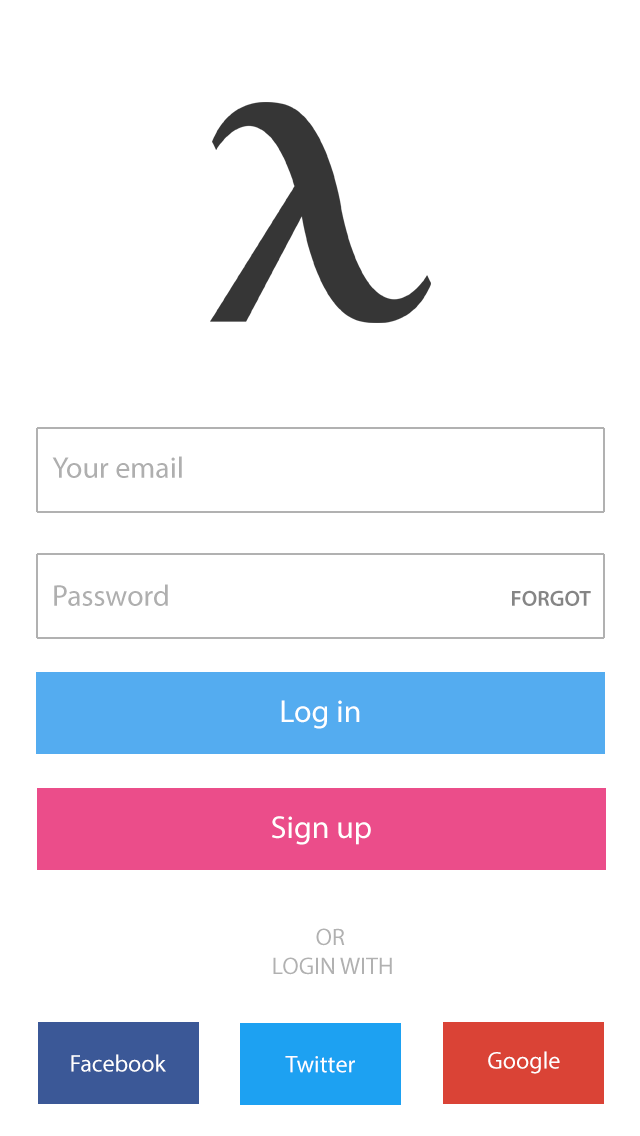 λ
Your email
Password FORGOT
Log in
Sign up
OR
LOGIN WITH
Facebook Twitter Google